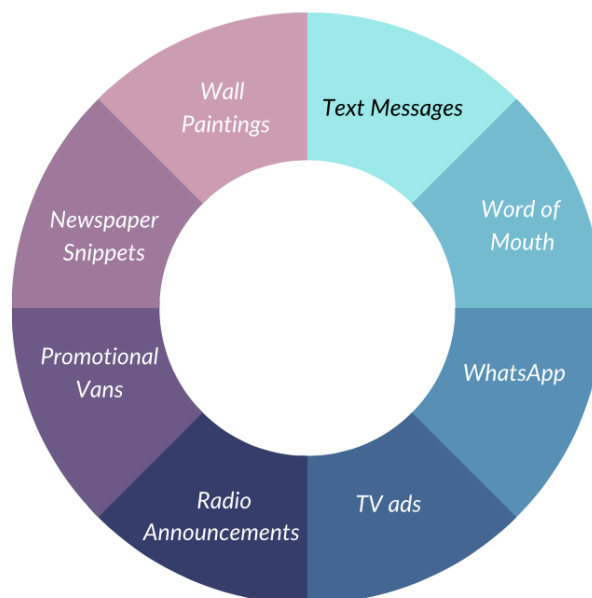 Wall
Paintings
Text Messages
Word of
Mouth
WhatsApp
TV ads
Radio
Announcements
Promotional
Vans
Newspaper
Snippets